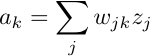 a_k = \sum_j w_{jk} z_j